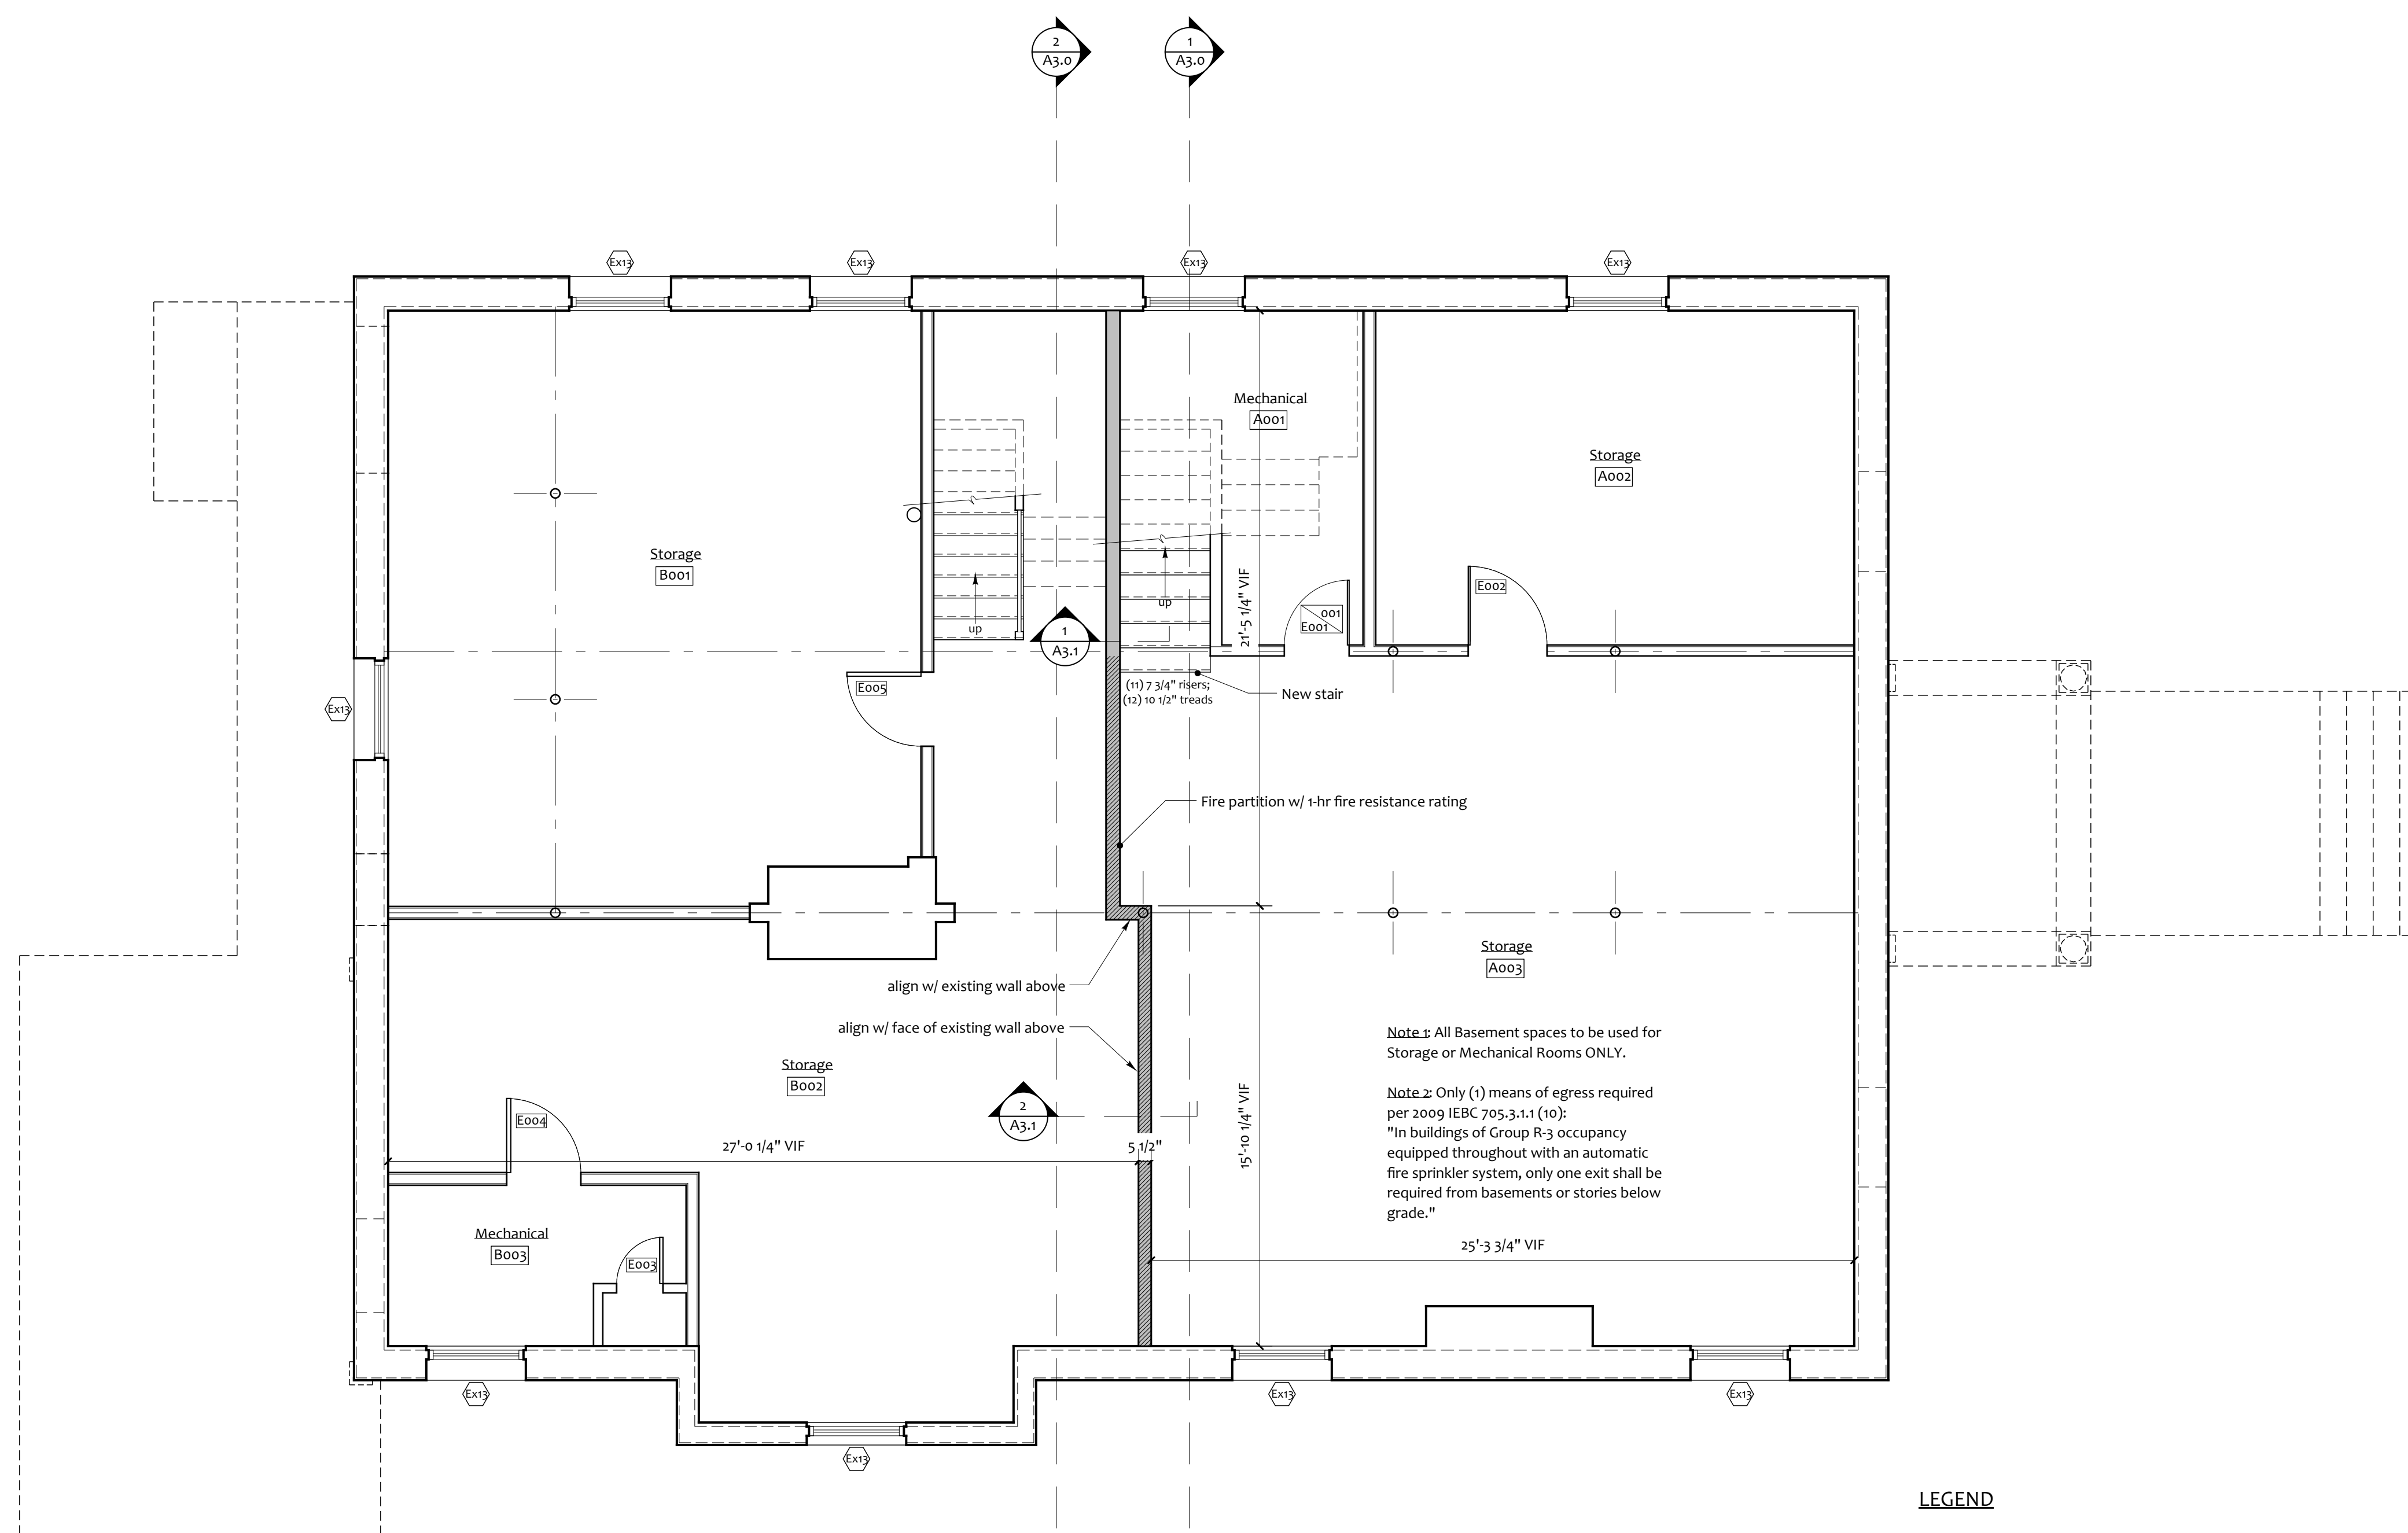 2
A3.0
1
A3.0
Ex13
Ex13
Ex13
Ex13
Mechanical
A001
Storage
A002
Storage
B001
up
up
1
A3.1
21'-5 1/4" VIF
001
E001
E002
E005
(11) 7 3/4" risers;
(12) 10 1/2" treads
New stair
Ex13
Fire partition w/ 1-hr fire resistance rating
Storage
A003
align w/ existing wall above
align w/ face of existing wall above
Note 1: All Basement spaces to be used for
Storage or Mechanical Rooms ONLY.
Note 2: Only (1) means of egress required
per 2009 IEBC 705.3.1.1 (10):
"In buildings of Group R-3 occupancy
equipped throughout with an automatic
fire sprinkler system, only one exit shall be
required from basements or stories below
grade."
Storage
B002
2
A3.1
E004
27'-0 1/4" VIF
5 1/2"
15'-10 1/4" VIF
Mechanical
B003
E003
25'-3 3/4" VIF
Ex13
Ex13
Ex13
Ex13
LEGEND